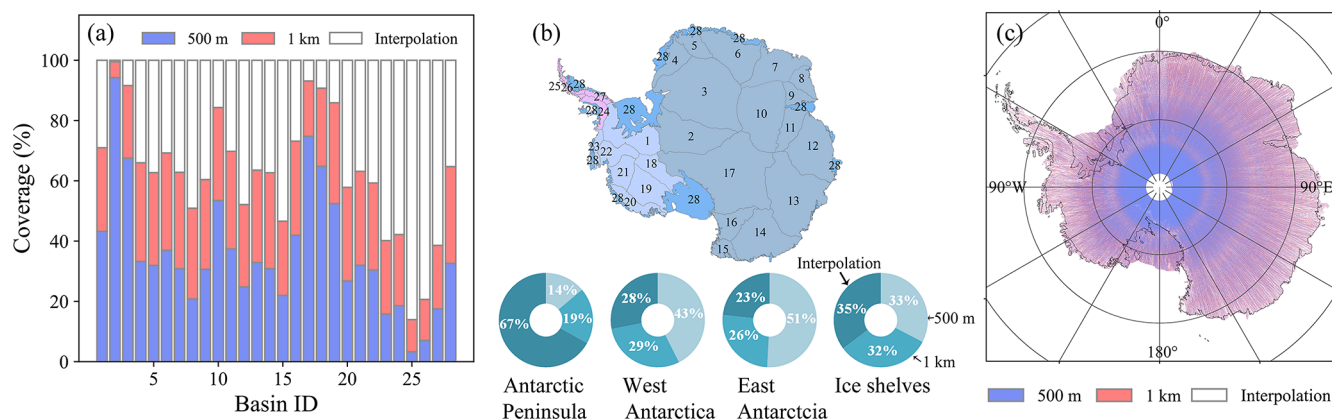 (a)
500 m
1 km
Interpolation
100
80
60
40
20
0
Coverage (%)
5
10
15
20
25
Basin ID
(b)
28
28
5
6
28
4
7
8
28
25
26
28
27
3
9
28
24
28
10
28
11
1
2
12
23
22
28
18
28
21
17
19
28
20
28
13
16
14
15
Interpolation
14%
19%
67%
28%
43%
29%
23%
51%
26%
35%
33%
32%
500 m
1 km
Antarctic
Peninsula
West
Antarctica
East
Antarctcia
Ice shelves
(c)
0°
90°W
90°E
180°
500 m
1 km
Interpolation